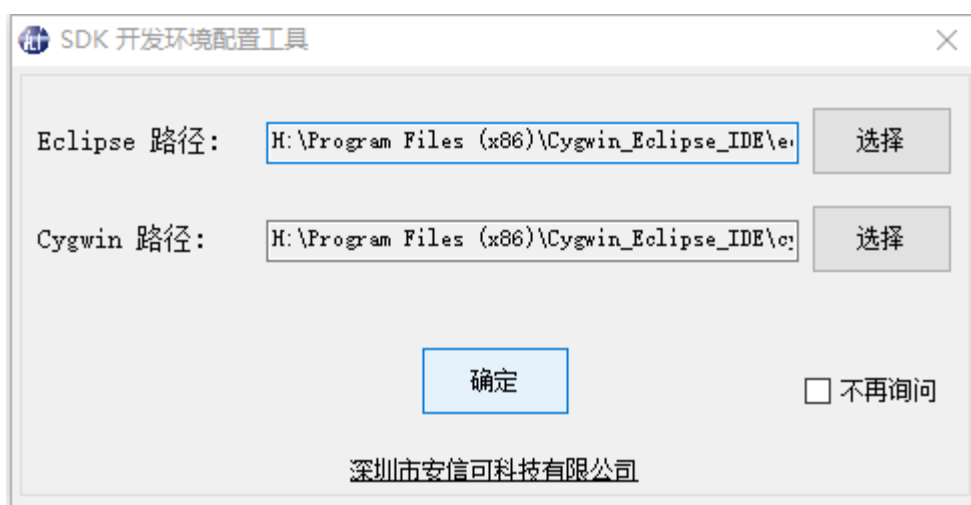 SDK 开发环境配置工具
Eclipse 路径: H:\Program Files (x86)\Cygwin_Eclipse_IDE\e 选择
Cygwin 路径: H:\Program Files (x86)\Cygwin_Eclipse_IDE\c 选择
确定
不再询问
深圳市安信可科技有限公司